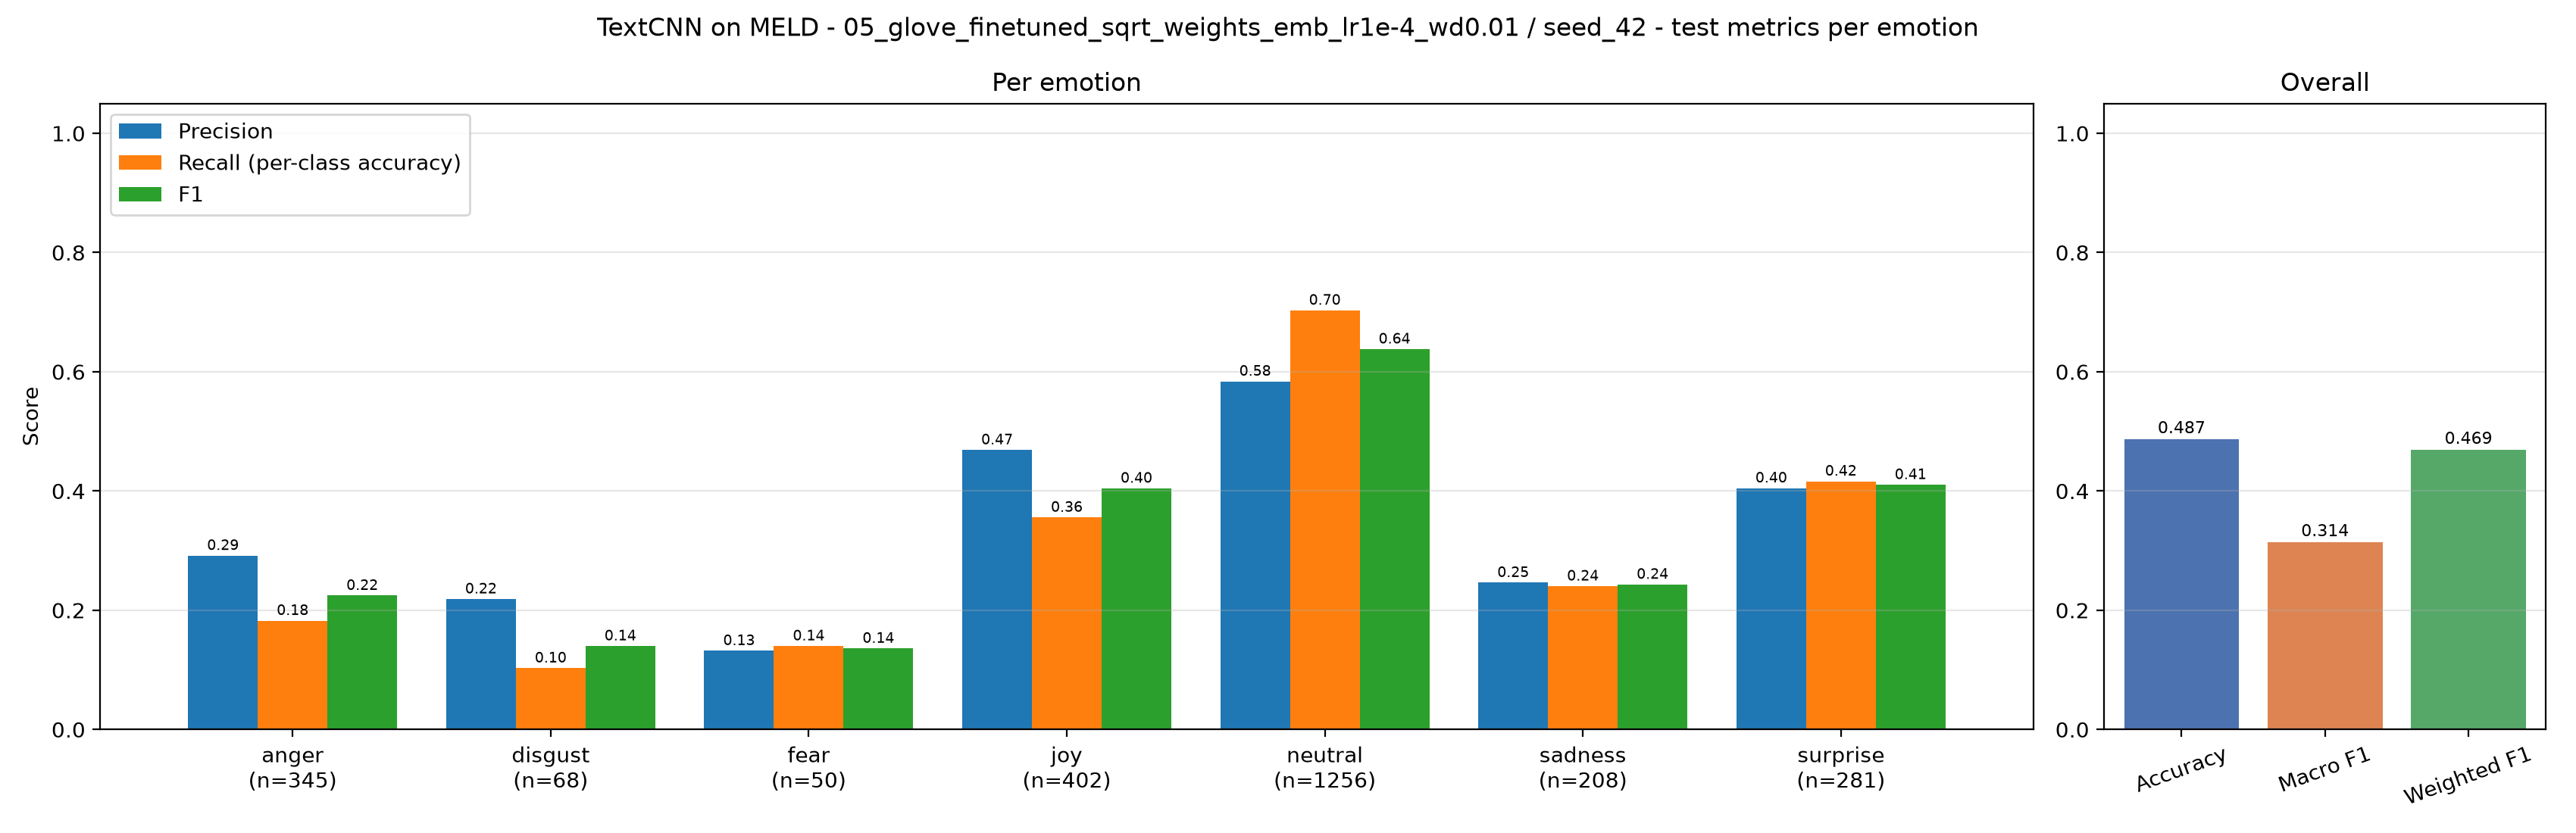 TextCNN on MELD - 05_glove_finetuned_sqrt_weights_emb_lr1e-4_wd0.01 / seed_42 - test metrics per emotion
Per emotion
Precision
Recall (per-class accuracy)
F1
Score
1.0
0.8
0.6
0.4
0.2
0.0
0.29
0.18
0.22
0.22
0.10
0.14
0.13
0.14
0.14
0.47
0.36
0.40
0.58
0.70
0.64
0.25
0.24
0.24
0.40
0.42
0.41
anger
(n=345)
disgust
(n=68)
fear
(n=50)
joy
(n=402)
neutral
(n=1256)
sadness
(n=208)
surprise
(n=281)
Overall
1.0
0.8
0.6
0.4
0.2
0.0
0.487
0.314
0.469
Accuracy
Macro F1
Weighted F1